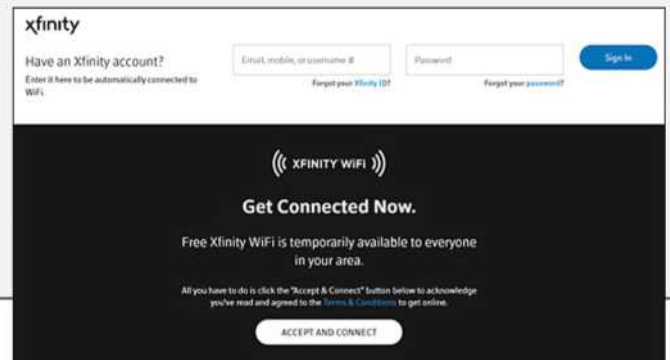 xfinity
Have an Xfinity account?
Enter it here to be automatically connected to
WiFi.
Email, mobile, or username #
Password
Sign In
Forgot your Xfinity ID?
Forgot your password?
XFINITY WiFi
Get Connected Now.
Free Xfinity WiFi is temporarily available to everyone
in your area.
All you have to do is click the "Accept & Connect" button below to acknowledge
you've read and agreed to the Terms & Conditions to get online.
ACCEPT AND CONNECT